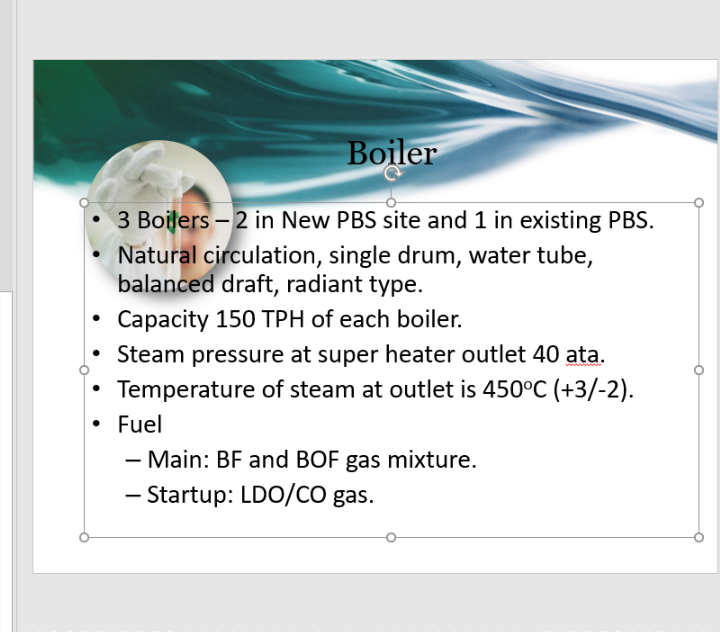 Boiler
• 3 Boilers – 2 in New PBS site and 1 in existing PBS.
• Natural circulation, single drum, water tube,
balanced draft, radiant type.
• Capacity 150 TPH of each boiler.
• Steam pressure at super heater outlet 40 ata.
• Temperature of steam at outlet is 450°C (+3/-2).
• Fuel
– Main: BF and BOF gas mixture.
– Startup: LDO/CO gas.